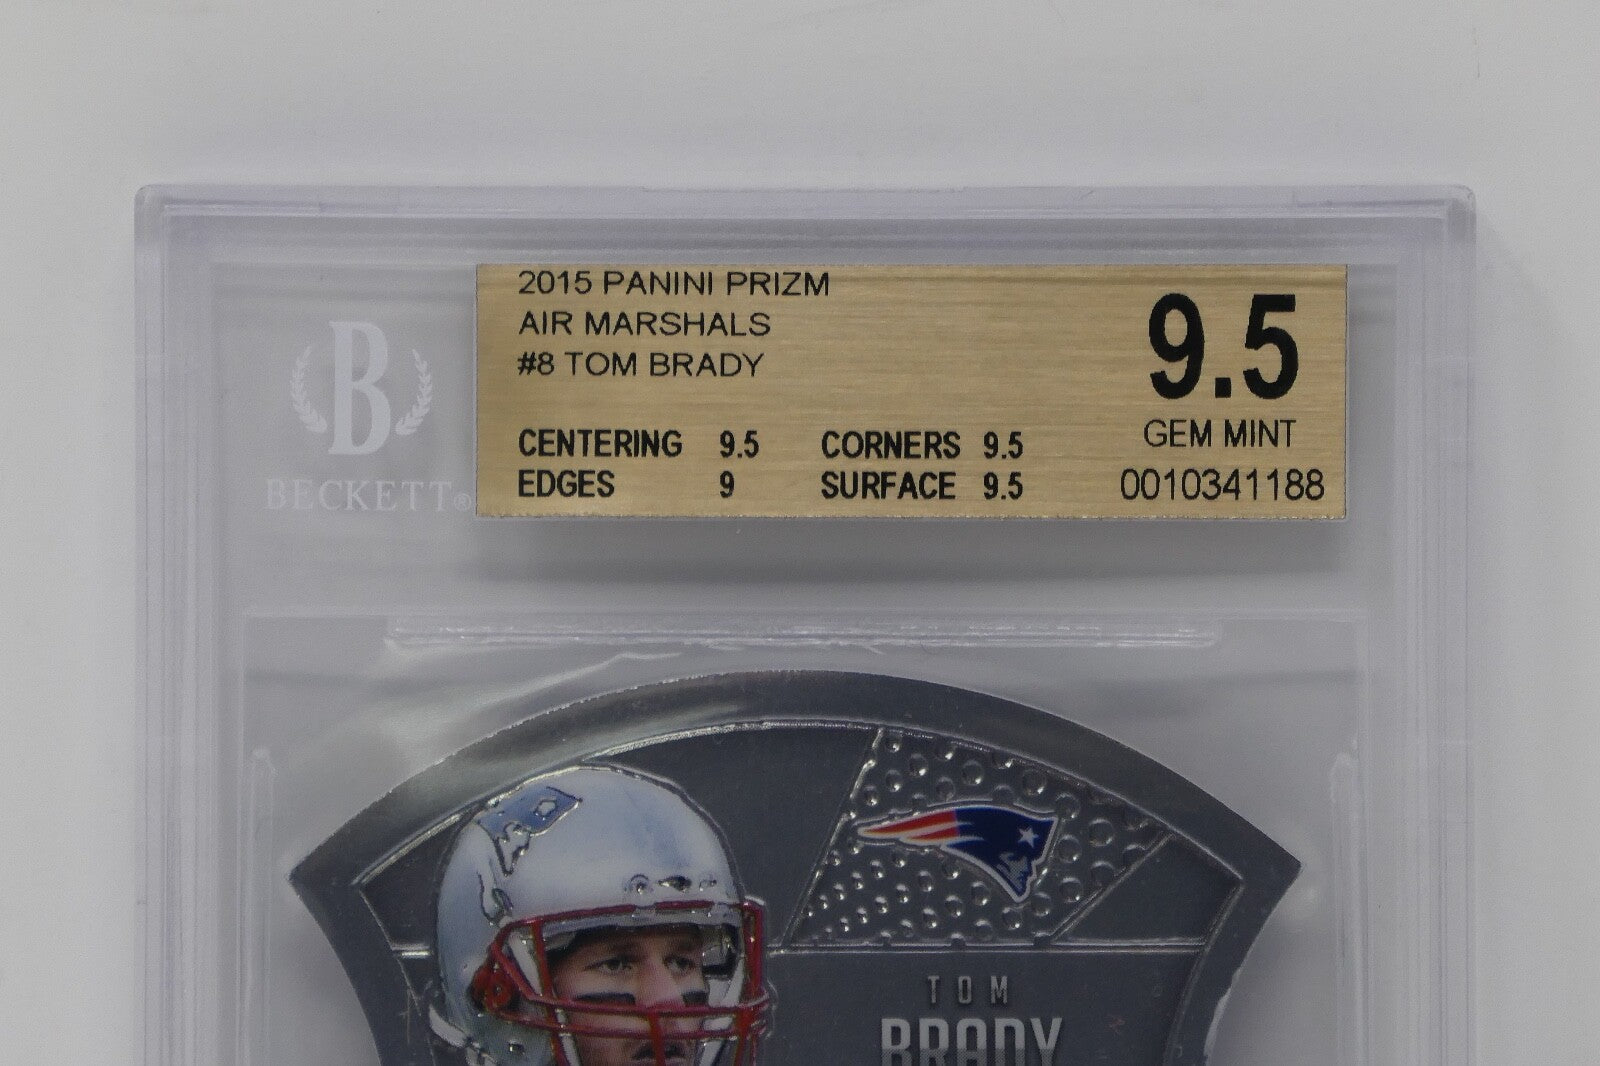 2015 PANINI PRIZM
AIR MARSHALS
#8 TOM BRADY
9.5
GEM MINT
0010341188
CENTERING 9.5 CORNERS 9.5
EDGES 9 SURFACE 9.5
B
BECKETT®
TOM
BRADY